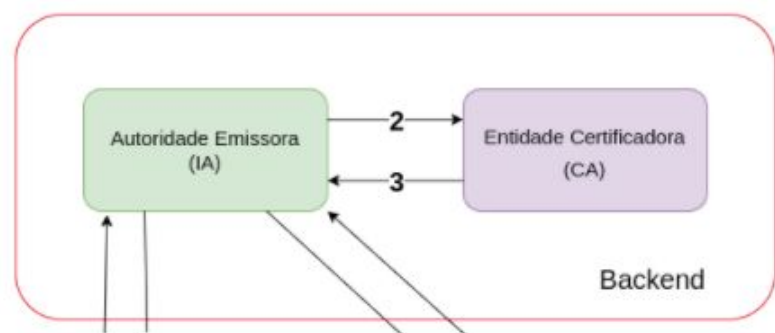 Autoridade Emissora
(IA)
2
Entidade Certificadora
(CA)
3
Backend